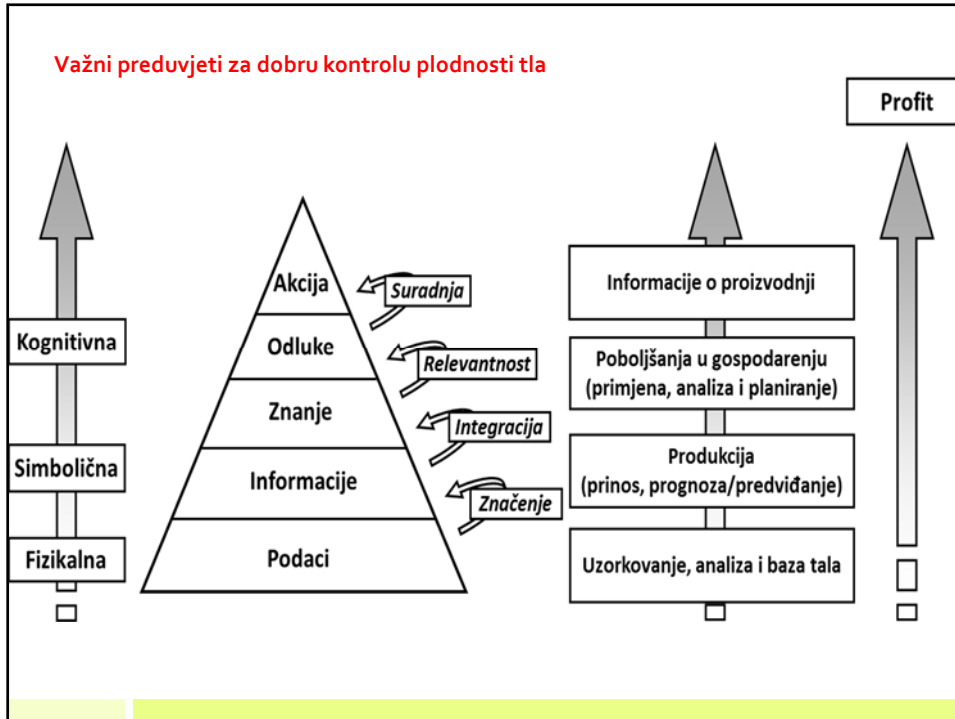 Važni preduvjeti za dobru kontrolu plodnosti tla
Profit
Kognitivna
Simbolična
Fizikalna
Akcija
Odluke
Znanje
Informacije
Podaci
Suradnja
Relevantnost
Integracija
Značenje
Informacije o proizvodnji
Poboljšanja u gospodarenju
(primjena, analiza i planiranje)
Produkcija
(prinos, prognoza/predviđanje)
Uzorkovanje, analiza i baza tala